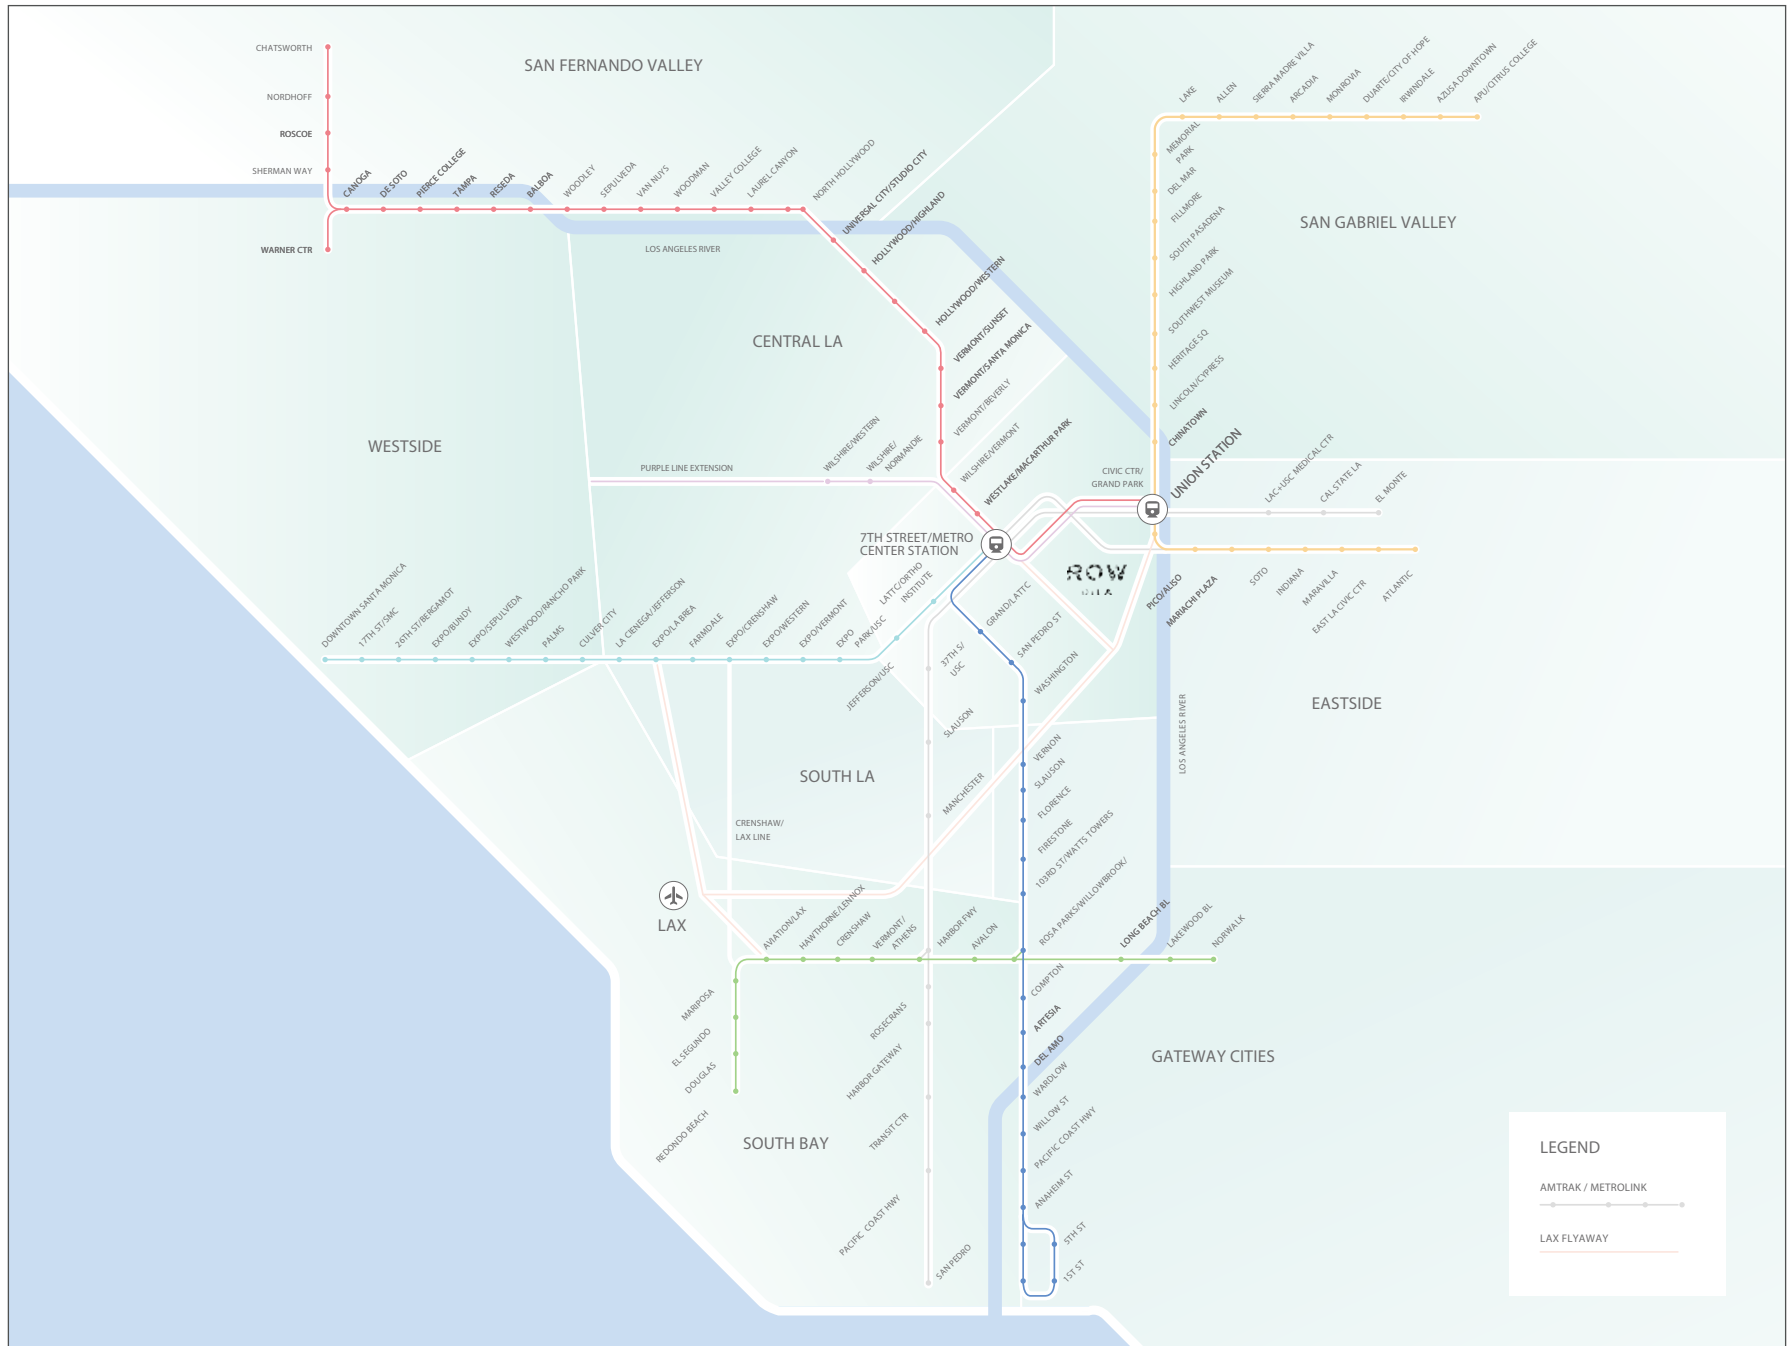 CHATSWORTH
NORDHOFF
ROSCOE
SHERMAN WAY
WARNER CTR
SAN FERNANDO VALLEY
CANOGA
DE SOTO
PIERCE COLLEGE
TAMPA
RESEDA
BALBOA
WOODLEY
SEPULVEDA
VAN NUYS
WOODMAN
VALLEY COLLEGE
LAUREL CANYON
NORTH HOLLYWOOD
UNIVERSAL CITY/STUDIO CITY
HOLLYWOOD/HIGHLAND
HOLLYWOOD/WESTERN
VERMONT/SUNSET
VERMONT/SANTA MONICA
VERMONT/BEVERLY
WILSHIRE/VERMONT
WESTLAKE/MACARTHUR PARK
LOS ANGELES RIVER
CENTRAL LA
WESTSIDE
PURPLE LINE EXTENSION
WILSHIRE/WESTERN
WILSHIRE/
NORMANDIE
LAKE
ALLEN
SIERRA MADRE VILLA
ARCADIA
MONROVIA
DUARTE/CITY OF HOPE
IRWINDALE
AZUSA DOWNTOWN
APU/CITRUS COLLEGE
MEMORIAL
PARK
DEL MAR
FILLMORE
SOUTH PASADENA
HIGHLAND PARK
SOUTHWEST MUSEUM
HERITAGE SQ
LINCOLN/CYPRESS
CHINATOWN
SAN GABRIEL VALLEY
UNION STATION
CIVIC CTR/
GRAND PARK
LAC+USC MEDICAL CTR
CAL STATE LA
EL MONTE
7TH STREET/METRO
CENTER STATION
ROW
PICO/ALISO
MARIACHI PLAZA
SOTO
INDIANA
MARAVILLA
EAST LA CIVIC CTR
ATLANTIC
DOWNTOWN SANTA MONICA
17TH ST/SMC
26TH ST/BERGAMOT
EXPO/BUNDY
EXPO/SEPULVEDA
WESTWOOD/RANCHO PARK
PALMS
CULVER CITY
LA CIENEGA/JEFFERSON
EXPO/LA BREA
FARMDALE
EXPO/CRENSHAW
EXPO/WESTERN
EXPO/VERMONT
EXPO
PARK/USC
JEFFERSON/USC
LATTC/ORTHO
INSTITUTE
GRAND/LATTC
SAN PEDRO ST
WASHINGTON
37TH S/
USC
SLAUSON
MANCHESTER
VERNON
SLAUSON
FLORENCE
FIRESTONE
103RD ST/WATTS TOWERS
ROSA PARKS/WILLOWBROOK/
EASTSIDE
LOS ANGELES RIVER
SOUTH LA
CRENSHAW/
LAX LINE
LAX
AVIATION/LAX
HAWTHORNE/LENNOX
CRENSHAW
VERMONT/
ATHENS
HARBOR FWY
AVALON
LONG BEACH BL
LAKEWOOD BL
NORWALK
MARIPOSA
EL SEGUNDO
DOUGLAS
REDONDO BEACH
ROSECRANS
HARBOR GATEWAY
TRANSIT CTR
PACIFIC COAST HWY
SAN PEDRO
COMPTON
ARTESIA
DEL AMO
WARDLOW
WILLOW ST
PACIFIC COAST HWY
ANAHEIM ST
5TH ST
1ST ST
SOUTH BAY
GATEWAY CITIES
LEGEND
AMTRAK / METROLINK
LAX FLYAWAY